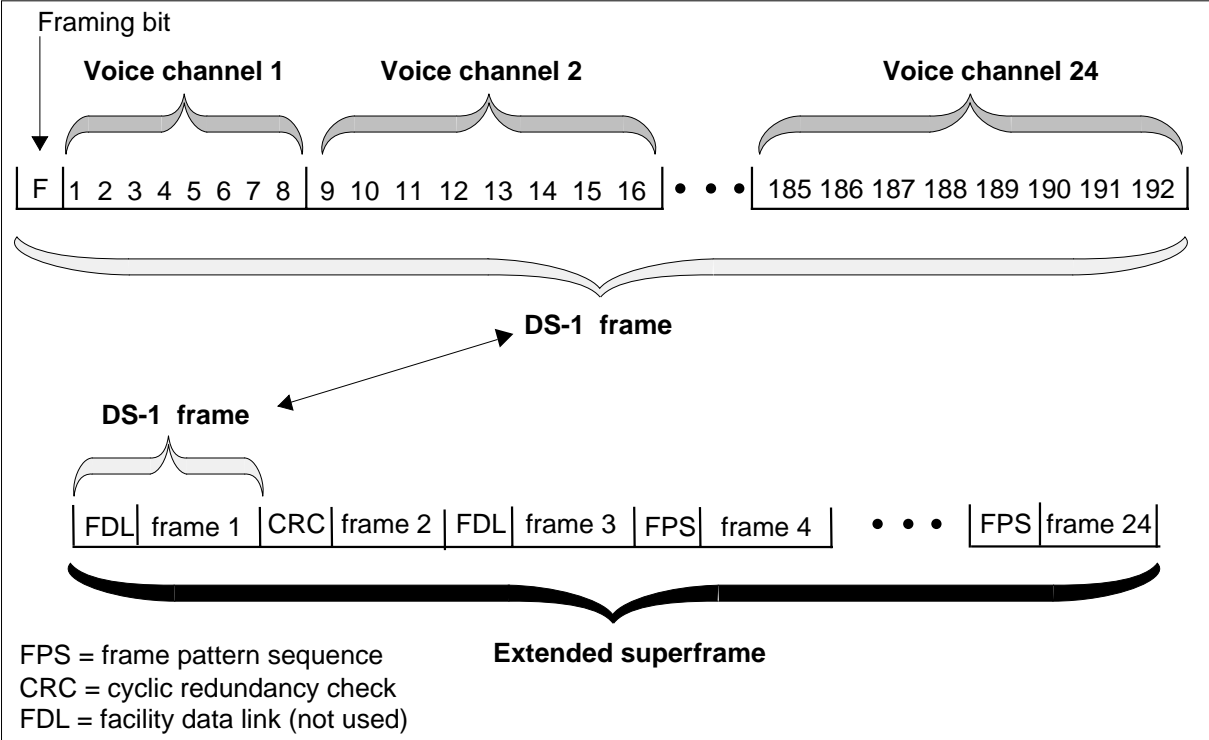 Framing bit
Voice channel 1 Voice channel 2 Voice channel 24
F 1 2 3 4 5 6 7 8 9 10 11 12 13 14 15 16 • • • 185 186 187 188 189 190 191 192
DS-1 frame
DS-1 frame
FDL frame 1 CRC frame 2 FDL frame 3 FPS frame 4 • • • FPS frame 24
Extended superframe
FPS = frame pattern sequence
CRC = cyclic redundancy check
FDL = facility data link (not used)